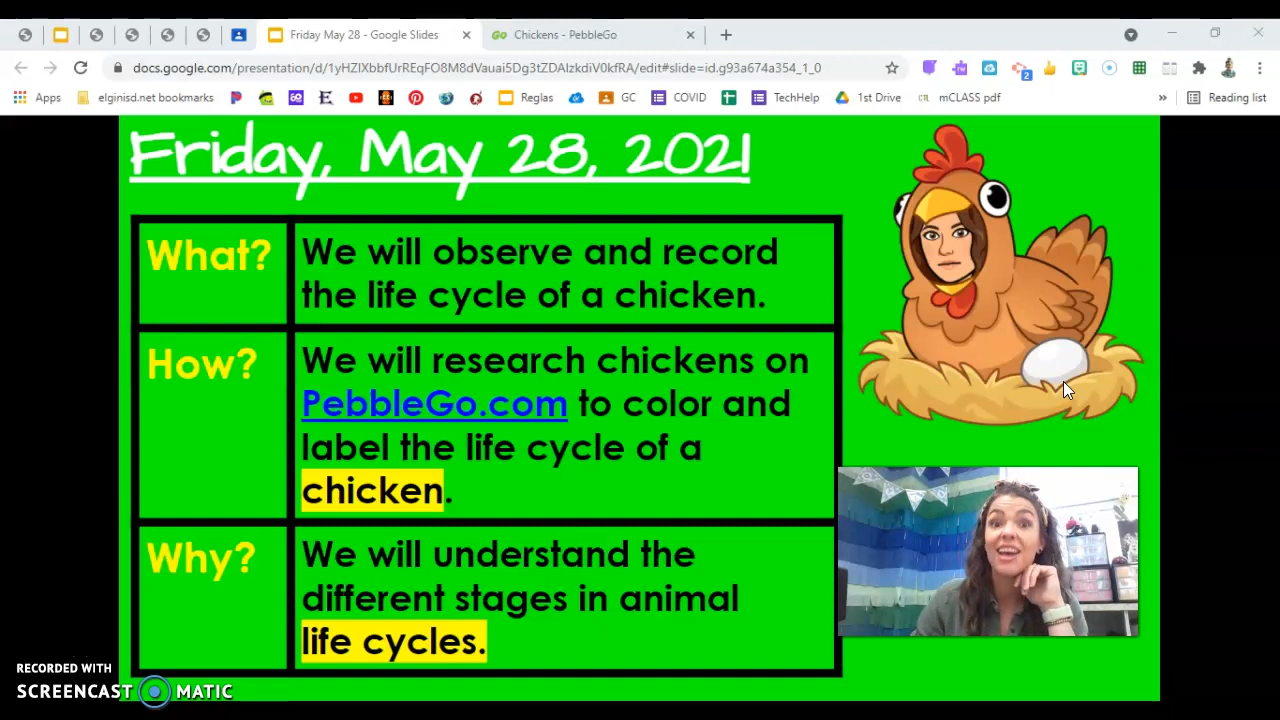 Friday May 28 - Google Slides
Chickens - PebbleGo
docs.google.com/presentation/d/1yHZlXbbfUrREqFO8M8dVauai5Dg3tZDAlzkdiV0kfRA/edit#slide=id.g93a674a354_1_0
2
Apps
elginisd.net bookmarks
Reglas
GC
COVID
TechHelp
1st Drive
mCLASS pdf
»
Reading list
Friday, May 28, 2021
What?
We will observe and record
the life cycle of a chicken.
How?
We will research chickens on
PebbleGo.com to color and
label the life cycle of a
chicken.
Why?
We will understand the
different stages in animal
life cycles.
RECORDED WITH
SCREENCAST MATIC